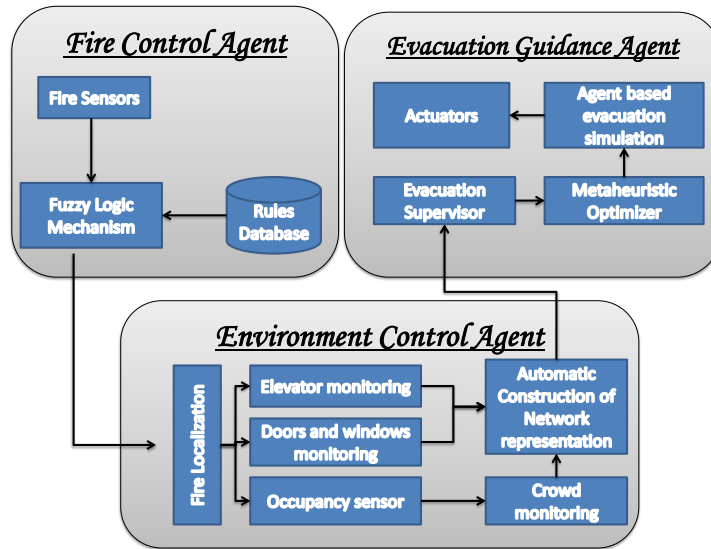 Fire Control Agent
Fire Sensors
Fuzzy Logic
Mechanism
Rules
Database
Evacuation Guidance Agent
Actuators
Agent based
evacuation
simulation
Evacuation
Supervisor
Metaheuristic
Optimizer
Environment Control Agent
Fire Localization
Elevator monitoring
Doors and windows
monitoring
Occupancy sensor
Automatic
Construction of
Network
representation
Crowd
monitoring